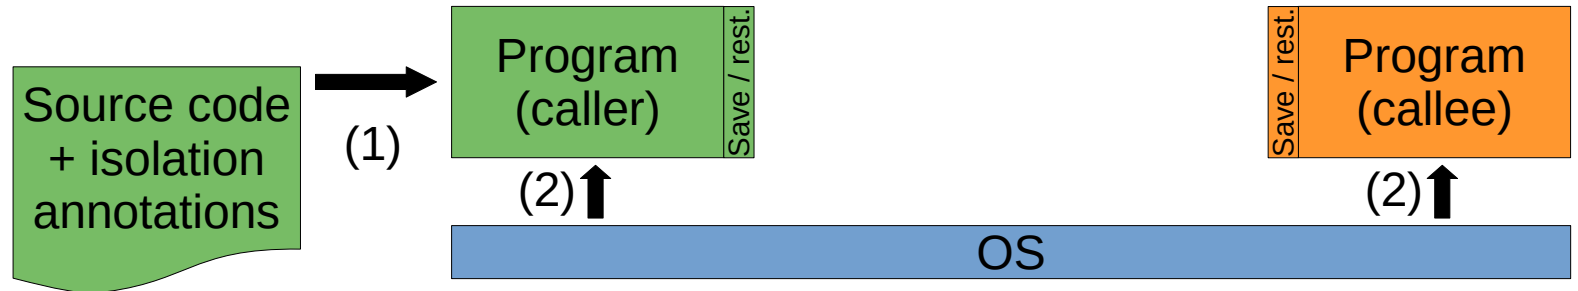 Source code
+ isolation
annotations
(1)
Program
(caller)
Save / rest.
(2)
Save / rest.
Program
(callee)
(2)
OS